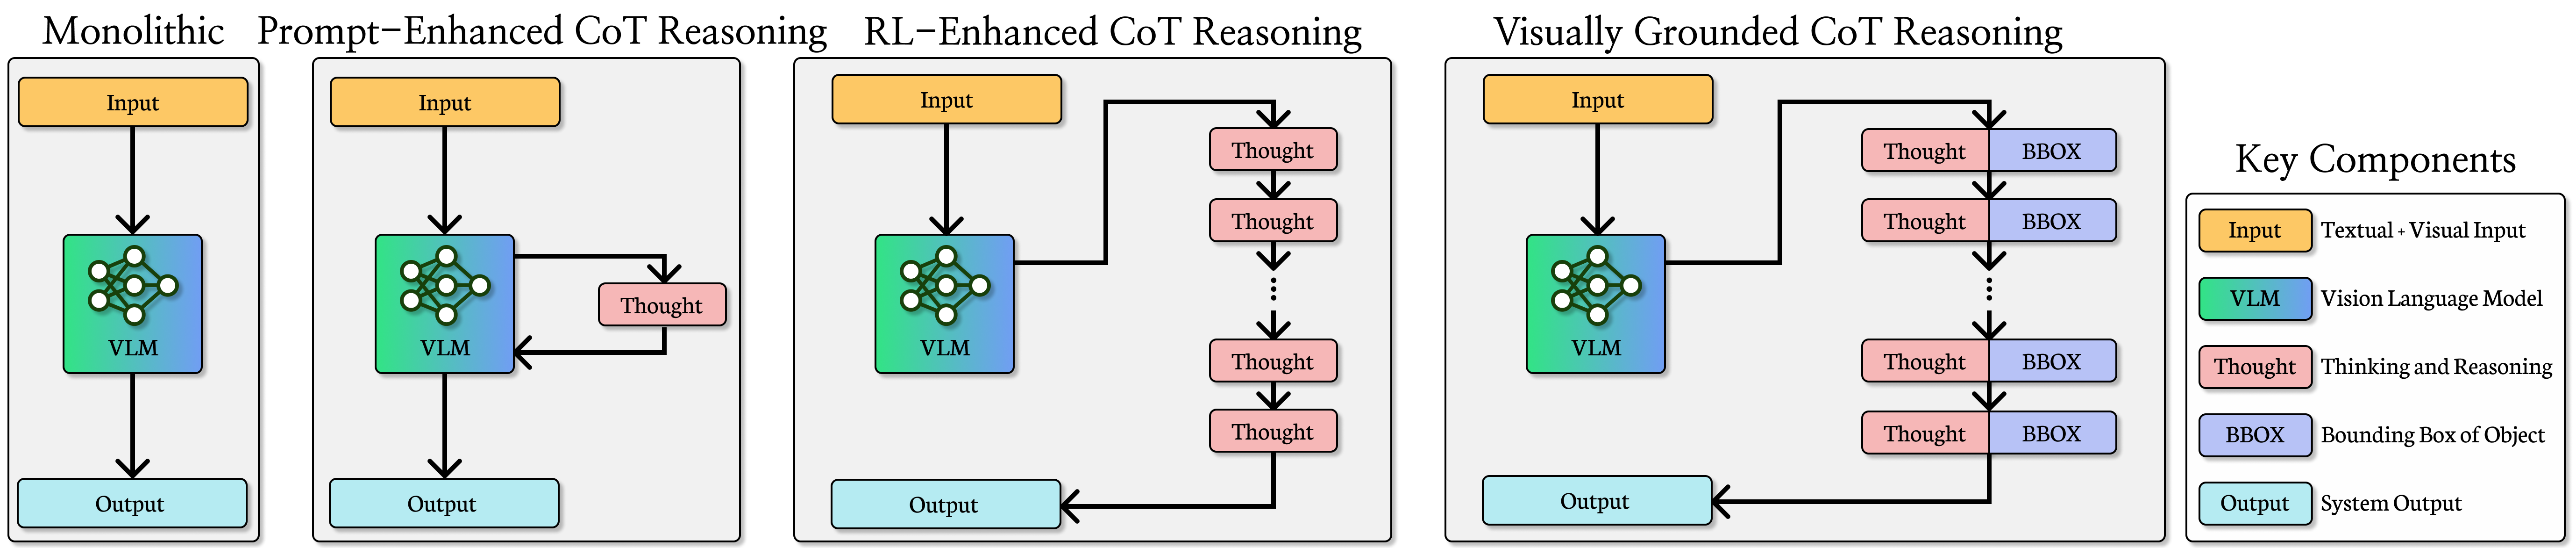 Monolithic
Input
VLM
Output
Prompt-Enhanced CoT Reasoning
Input
VLM
Thought
Output
RL-Enhanced CoT Reasoning
Input
VLM
Thought
Thought
Thought
Thought
Output
Visually Grounded CoT Reasoning
Input
VLM
Thought BBOX
Thought BBOX
Thought BBOX
Thought BBOX
Output
Key Components
Input Textual + Visual Input
VLM Vision Language Model
Thought Thinking and Reasoning
BBOX Bounding Box of Object
Output System Output